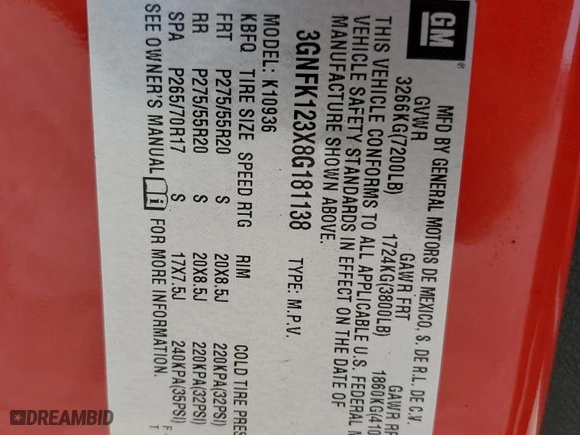 GM
®
MFD BY GENERAL MOTORS DE MEXICO, S. DE R.L. DE C.V.
GVWR GAWR FRT GAWR RR
3266KG(7200LB) 1724KG(3800LB) 1860KG(410
THIS VEHICLE CONFORMS TO ALL APPLICABLE U.S. FEDERAL M
VEHICLE SAFETY STANDARDS IN EFFECT ON THE DATE OF
MANUFACTURE SHOWN ABOVE.
3GNFK123X8G181138 TYPE: M.P.V.
MODEL: K10936
KBFQ TIRE SIZE SPEED RTG RIM COLD TIRE PRES
FRT P275/55R20 S 20X8.5J 220KPA(32PSI)
RR P275/55R20 S 20X8.5J 220KPA(32PSI)
SPA P265/70R17 S 17X7.5J 240KPA(35PSI)
SEE OWNER'S MANUAL i FOR MORE INFORMATION.
DREAMBID